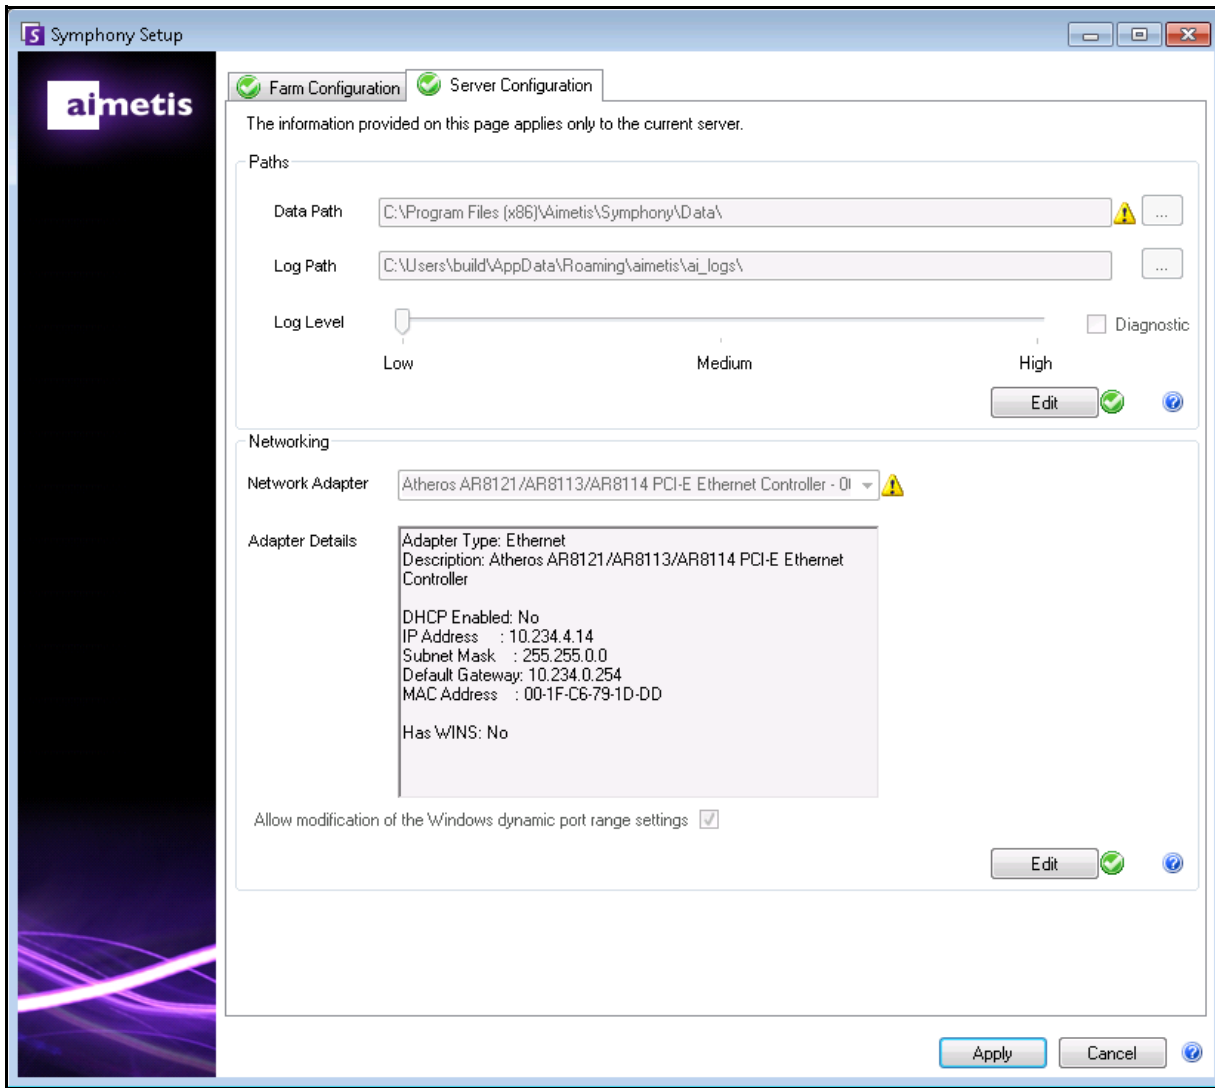 Symphony Setup
aimetis
Farm Configuration
Server Configuration
The information provided on this page applies only to the current server.
Paths
Data Path
C:\Program Files (x86)\Aimetis\Symphony\Data\
...
Log Path
C:\Users\build\AppData\Roaming\aimetis\ai_logs\
...
Log Level
Diagnostic
Low
Medium
High
Edit
Networking
Network Adapter
Atheros AR8121/AR8113/AR8114 PCI-E Ethernet Controller -
Adapter Details
Adapter Type: Ethernet
Description: Atheros AR8121/AR8113/AR8114 PCI-E Ethernet
Controller
DHCP Enabled: No
IP Address : 10.234.4.14
Subnet Mask : 255.255.0.0
Default Gateway: 10.234.0.254
MAC Address : 00-1F-C6-79-1D-DD
Has WINS: No
Allow modification of the Windows dynamic port range settings
Edit
Apply
Cancel